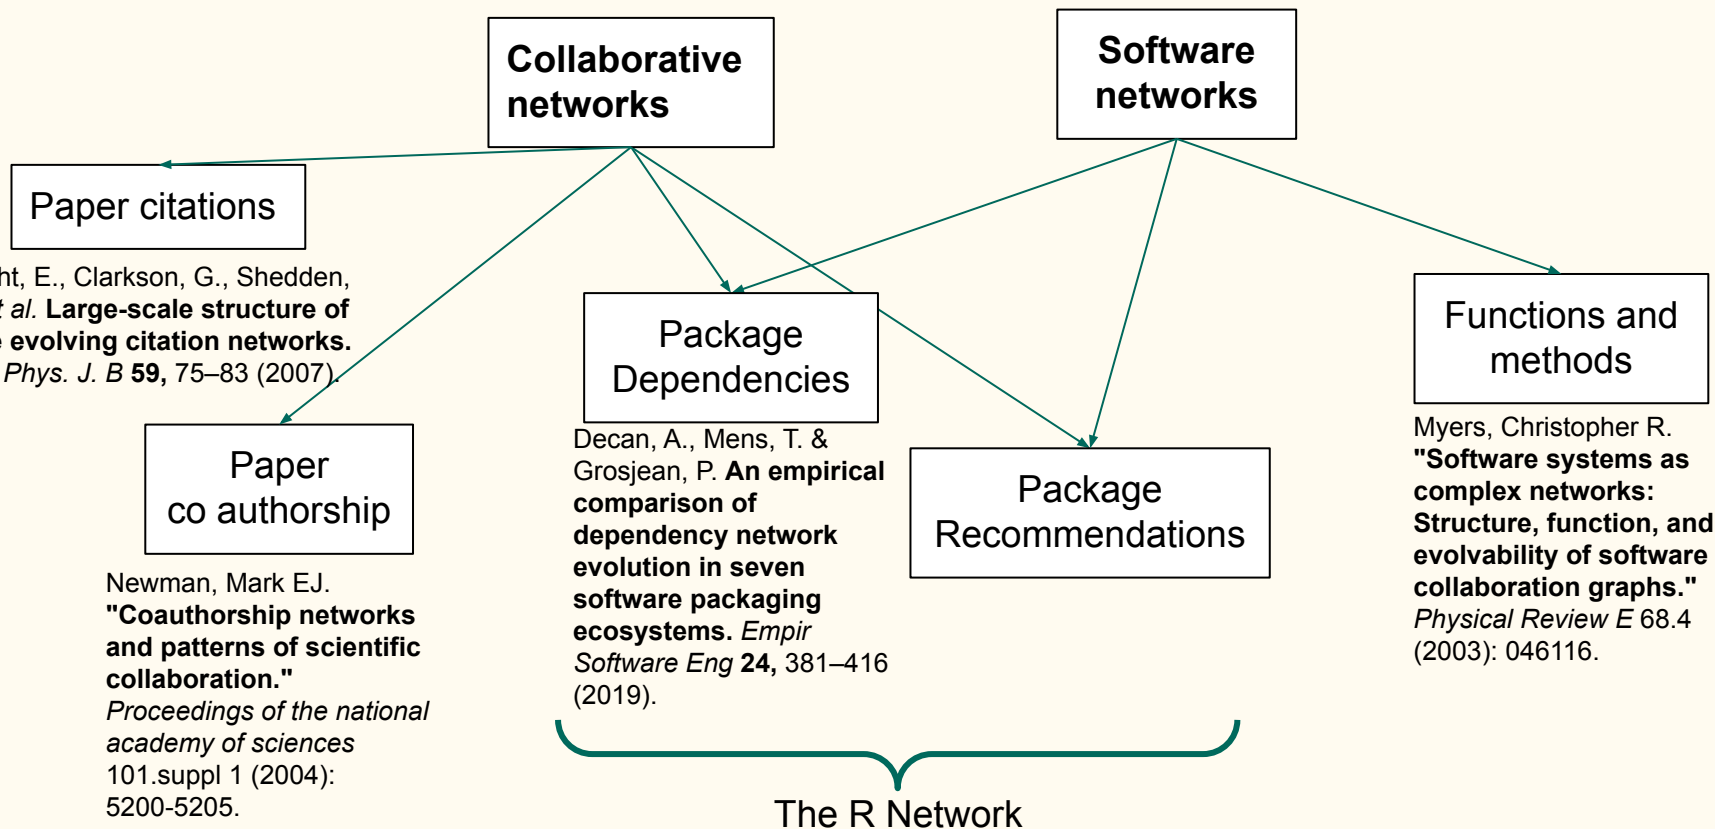 Collaborative
networks
Software
networks
Paper citations
E., Clarkson, G., Shedden,
al. Large-scale structure of
evolving citation networks.
Phys. J. B 59, 75–83 (2007).
Paper
co authorship
Newman, Mark EJ.
"Coauthorship networks
and patterns of scientific
collaboration."
Proceedings of the national
academy of sciences
101.suppl 1 (2004):
5200-5205.
Package
Dependencies
Decan, A., Mens, T. &
Grosjean, P. An empirical
comparison of
dependency network
evolution in seven
software packaging
ecosystems. Empir
Software Eng 24, 381–416
(2019).
Package
Recommendations
Functions and
methods
Myers, Christopher R.
"Software systems as
complex networks:
Structure, function, and
evolvability of software
collaboration graphs."
Physical Review E 68.4
(2003): 046116.
The R Network